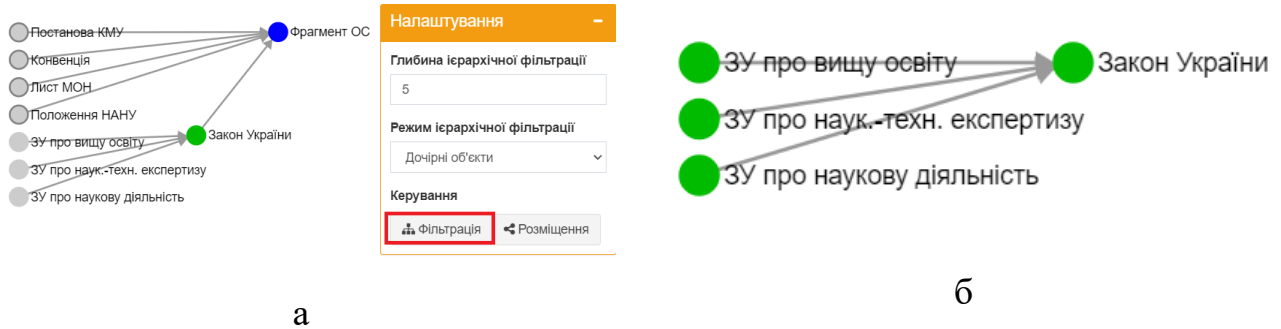 Постанова КМУ
Фрагмент ОС
Конвенція
Лист МОН
Положення НАНУ
ЗУ про вищу освіту
Закон України
ЗУ про наук.-техн. експертизу
ЗУ про наукову діяльність
Налаштування −
Глибина ієрархічної фільтрації
5
Режим ієрархічної фільтрації
Дочірні об'єкти
Керування
Фільтрація Розміщення
а
ЗУ про вищу освіту
Закон України
ЗУ про наук.-техн. експертизу
ЗУ про наукову діяльність
б